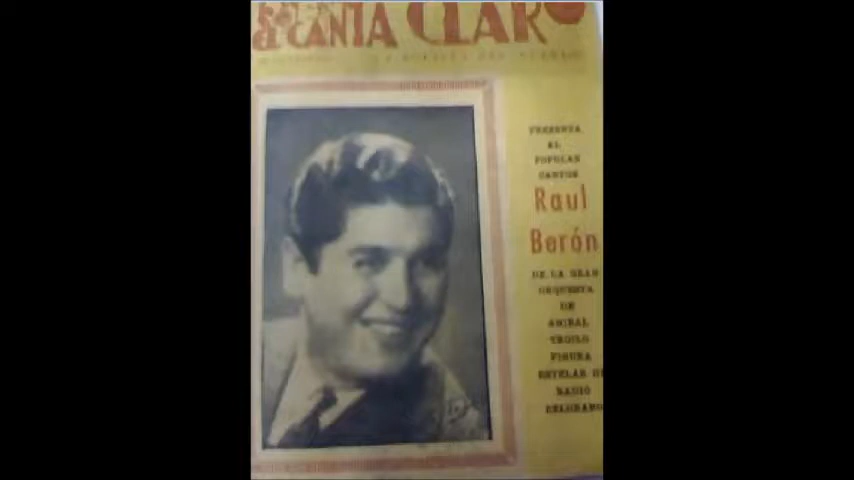 El CANTA CLARO
PRESENTA
AL
POPULAR
CANTOR
Raul
Berón
DE LA GRAN
ORQUESTA
DE
ANIBAL
TROILO
FIGURA
ESTELAR DE
RADIO
BELGRANO